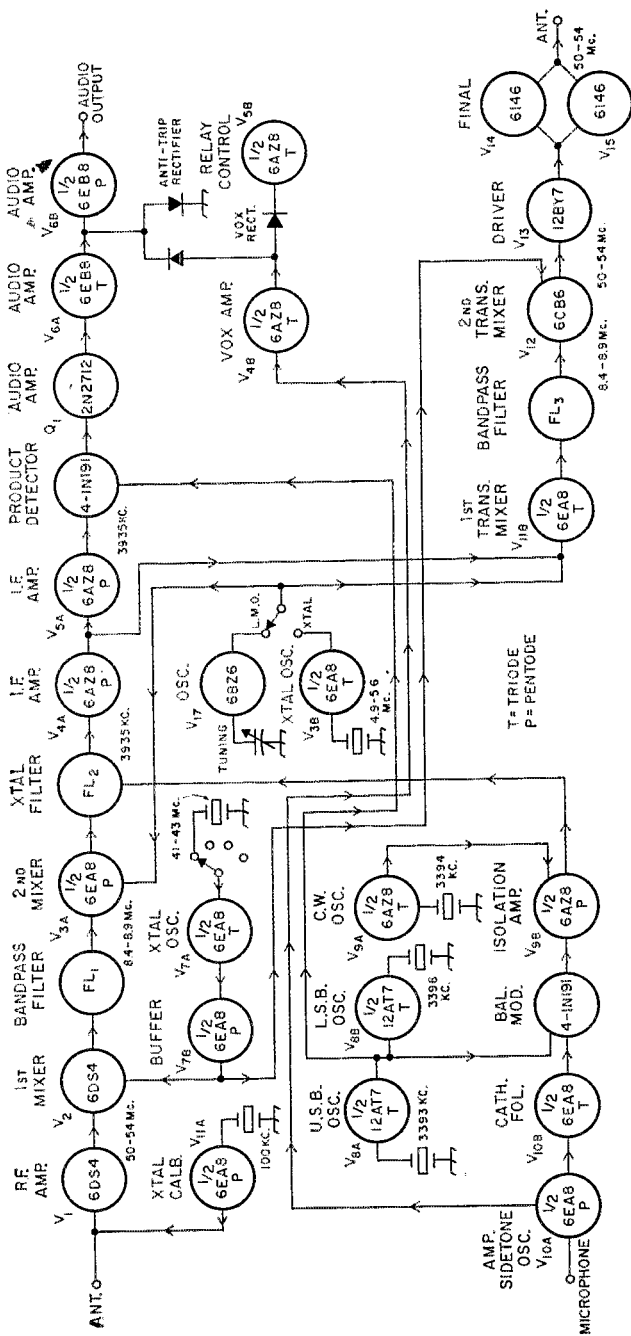 R.F.
AMP.
6DS4
V1
1ST
MIXER
6DS4
V2
50-54 Mc.
BANDPASS
FILTER
FL1
8.4-8.9 Mc.
2ND
MIXER
1/2
6EA8
P
V3A
XTAL
FILTER
FL2
3935 KC.
I.F.
AMP.
1/2
6AZ8
P
V4A
I.F.
AMP.
1/2
6AZ8
P
V5A
PRODUCT
DETECTOR
4-1N191
3935 KC.
AUDIO
AMP.
2N2712
Q1
AUDIO
AMP.
1/2
6EB8
T
V6A
AUDIO
AMP.
1/2
6EB8
P
V6B
AUDIO
OUTPUT
ANT.
XTAL
CALB.
1/2
6EA8
P
V11A
100 KC.
BUFFER
1/2
6EA8
P
V7B
XTAL
OSC.
1/2
6EA8
T
V7A
41-43 Mc.
OSC.
6BZ6
V17
TUNING
L.M.O.
XTAL
XTAL OSC.
1/2
6EA8
T
V3B
4.9-5.6
Mc.
ANTI-TRIP
RECTIFIER
RELAY
CONTROL
1/2
6AZ8
T
V5B
VOX
RECT.
VOX AMP.
1/2
6AZ8
T
V4B
U.S.B.
OSC.
1/2
12AT7
T
V8A
3393 KC.
L.S.B.
OSC.
1/2
12AT7
T
V8B
3396
KC.
C.W.
OSC.
1/2
6AZ8
T
V9A
3394
KC.
MICROPHONE
AMP.
SIDETONE
OSC.
1/2
6EA8
P
V10A
CATH.
FOL.
1/2
6EA8
T
V10B
BAL.
MOD.
4-1N191
ISOLATION
AMP.
1/2
6AZ8
P
V9B
T = TRIODE
P = PENTODE
1ST
TRANS.
MIXER
1/2
6EA8
T
V11B
BANDPASS
FILTER
FL3
8.4-8.9 Mc.
2ND
TRANS.
MIXER
6CB6
V12
50-54 Mc.
DRIVER
12BY7
V13
FINAL
6146
V14
6146
V15
ANT.
50-54
Mc.